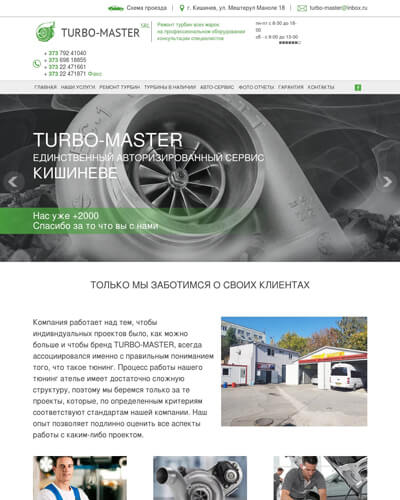 Схема проезда
г. Кишинев, ул. Мештерул Маноле 18
turbo-master@inbox.ru
TURBO-MASTER SRL
Ремонт турбин всех марок
на профессиональном оборудовании
консультации специалистов
пн-пт с 8:00 до 18-
00
сб - с 9:00 до 13-00
+ 373 792 41040
+ 373 698 18855
+ 373 22 471661
+ 373 22 471871 Факс
ГЛАВНАЯ НАШИ УСЛУГИ РЕМОНТ ТУРБИН ТУРБИНЫ В НАЛИЧИИ АВТО-СЕРВИС ФОТО ОТЧЕТЫ ГАРАНТИЯ КОНТАКТЫ
f
TURBO-MASTER
ЕДИНСТВЕННЫЙ АВТОРИЗИРОВАННЫЙ СЕРВИС
КИШИНЕВЕ
Нас уже +2000
Спасибо за то что вы с нами
ТОЛЬКО МЫ ЗАБОТИМСЯ О СВОИХ КЛИЕНТАХ
Компания работает над тем, чтобы
индивидуальных проектов было, как можно
больше и чтобы бренд TURBO-MASTER, всегда
ассоциировался именно с правильным пониманием
того, что такое тюнинг. Процесс работы нашего
тюнинг ателье имеет достаточно сложную
структуру, поэтому мы беремся только за те
проекты, которые, по определенным критериям
соответствуют стандартам нашей компании. Наш
опыт позволяет подлинно оценить все аспекты
работы с каким-либо проектом.